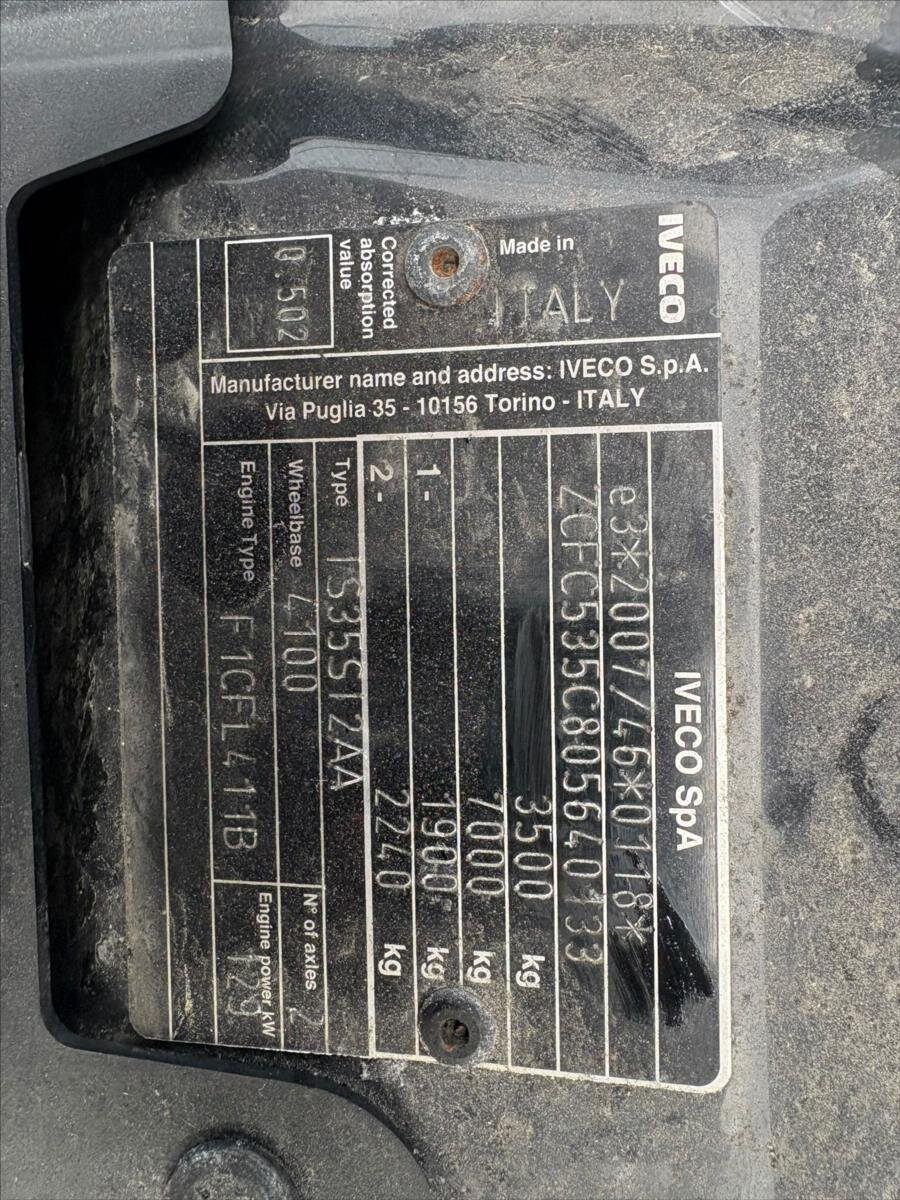 IVECO
IVECO SpA
Made in
ITALY
e3*2007/46*0118*
ZCFC535C805640133
3500 kg
7000 kg
1- 1900 kg
2- 2240 kg
Manufacturer name and address: IVECO S.p.A.
Via Puglia 35 - 10156 Torino - ITALY
Corrected
absorption
value
0.502
Type IS35SI2AA
Wheelbase 4100
N° of axles 2
Engine Type F1CFL411B
Engine power kW 129